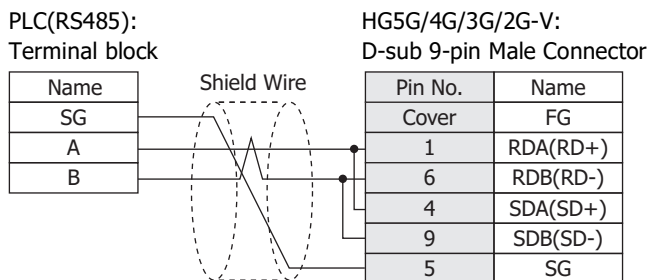 PLC(RS485):
Terminal block
HG5G/4G/3G/2G-V:
D-sub 9-pin Male Connector
Name
Shield Wire
Pin No. Name
SG
Cover FG
A
1 RDA(RD+)
B
6 RDB(RD-)
4 SDA(SD+)
9 SDB(SD-)
5 SG